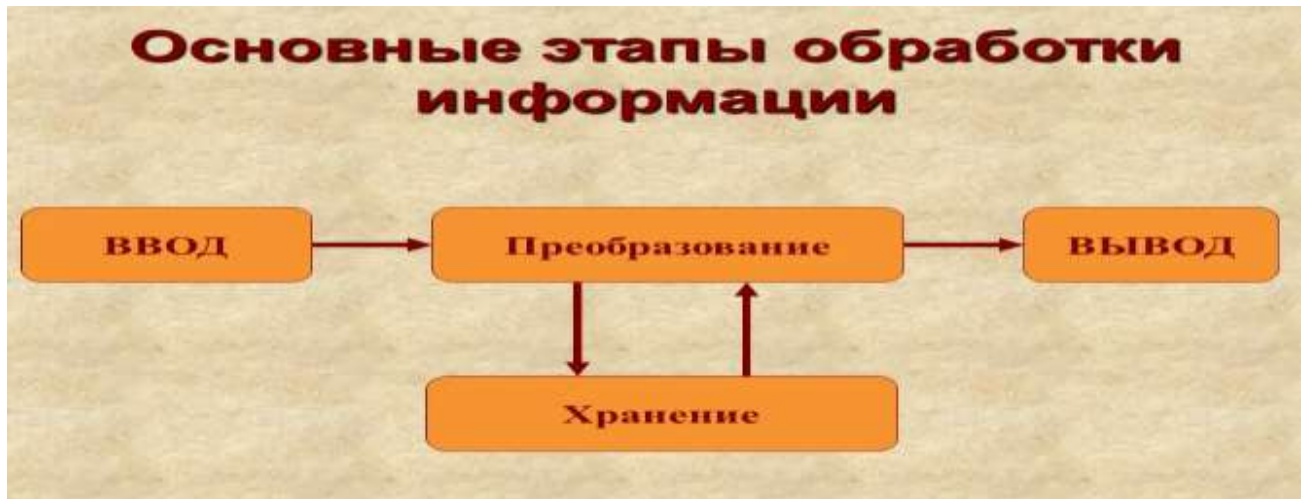 Основные этапы обработки
информации
ВВОД
Преобразование
ВЫВОД
Хранение